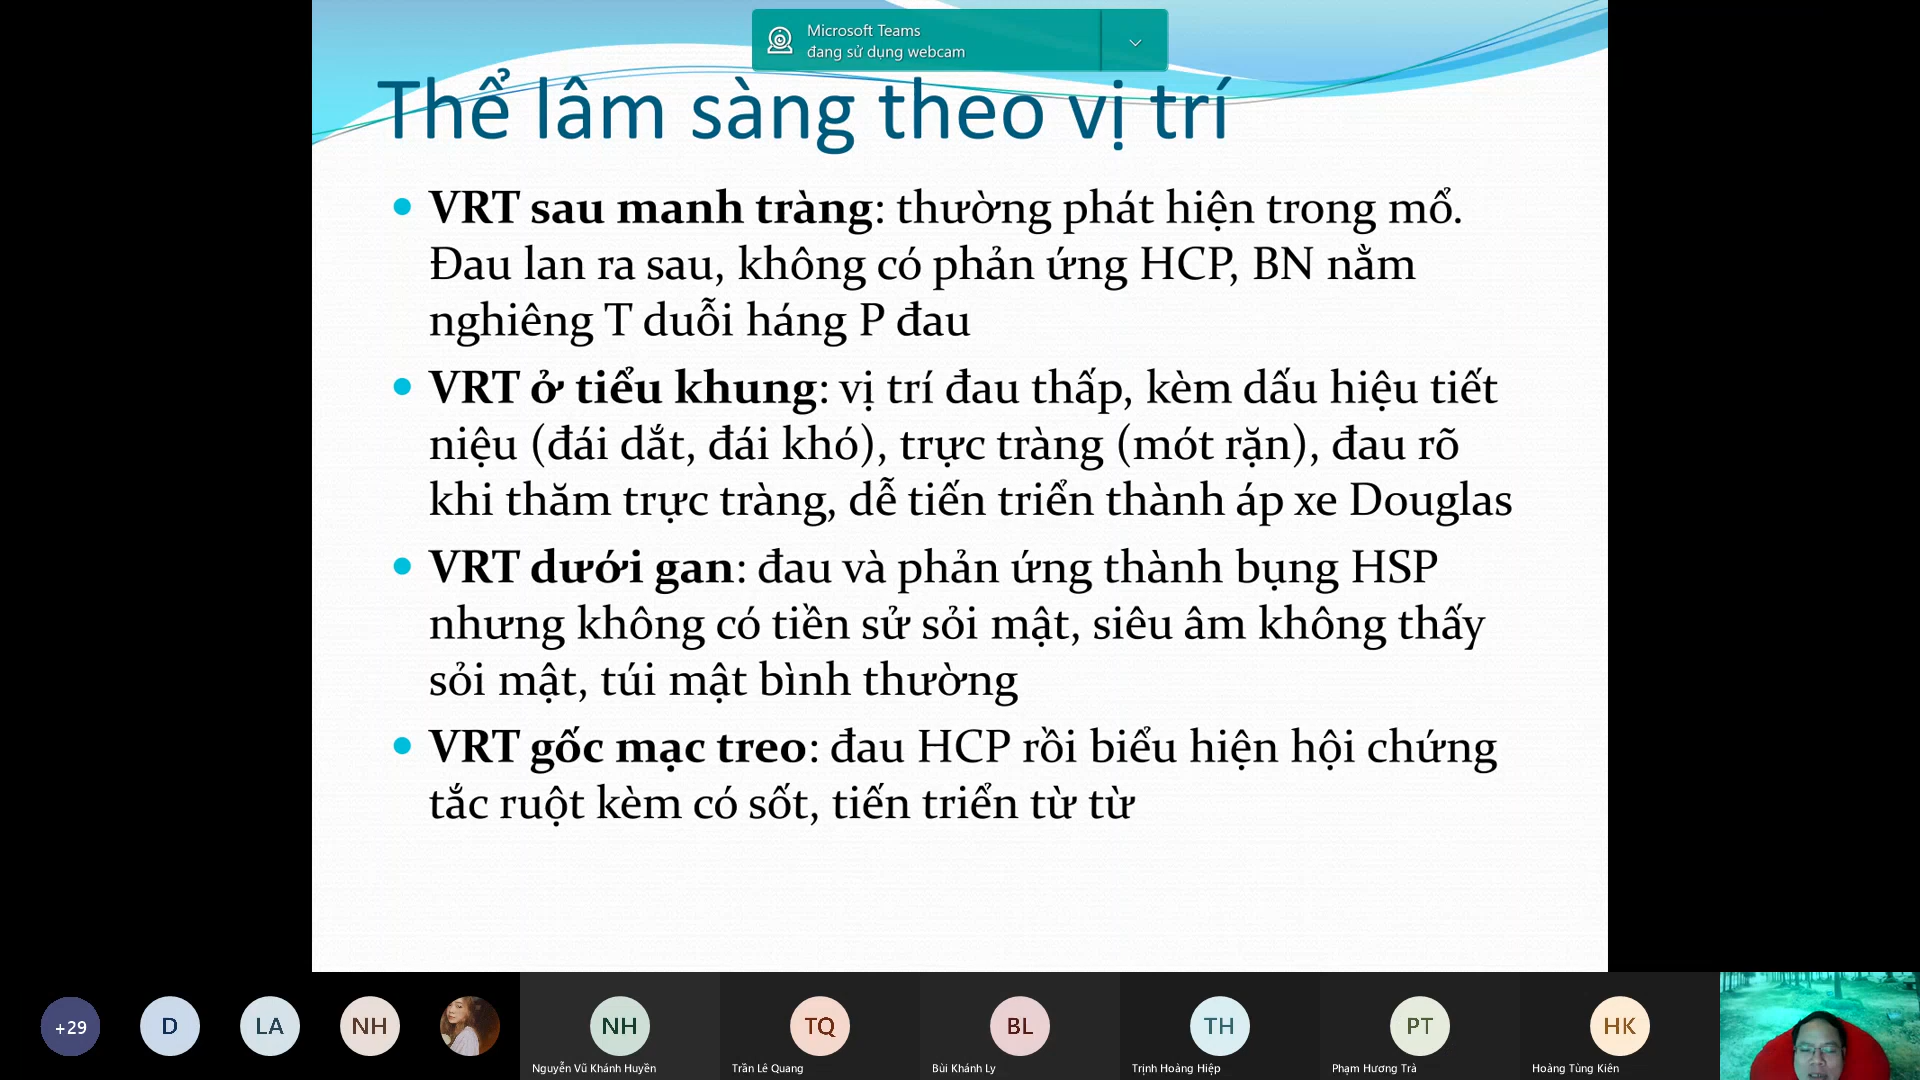 Microsoft Teams
đang sử dụng webcam
Thể lâm sàng theo vị trí
• VRT sau manh tràng: thường phát hiện trong mổ.
Đau lan ra sau, không có phản ứng HCP, BN nằm
nghiêng T duỗi háng P đau
• VRT ở tiểu khung: vị trí đau thấp, kèm dấu hiệu tiết
niệu (đái dắt, đái khó), trực tràng (mót rặn), đau rõ
khi thăm trực tràng, dễ tiến triển thành áp xe Douglas
• VRT dưới gan: đau và phản ứng thành bụng HSP
nhưng không có tiền sử sỏi mật, siêu âm không thấy
sỏi mật, túi mật bình thường
• VRT gốc mạc treo: đau HCP rồi biểu hiện hội chứng
tắc ruột kèm có sốt, tiến triển từ từ
+29 D LA NH NH TQ BL TH PT HK
Nguyễn Vũ Khánh Huyền Trần Lê Quang Bùi Khánh Ly Trịnh Hoàng Hiệp Phạm Hương Trà Hoàng Tùng Kiên